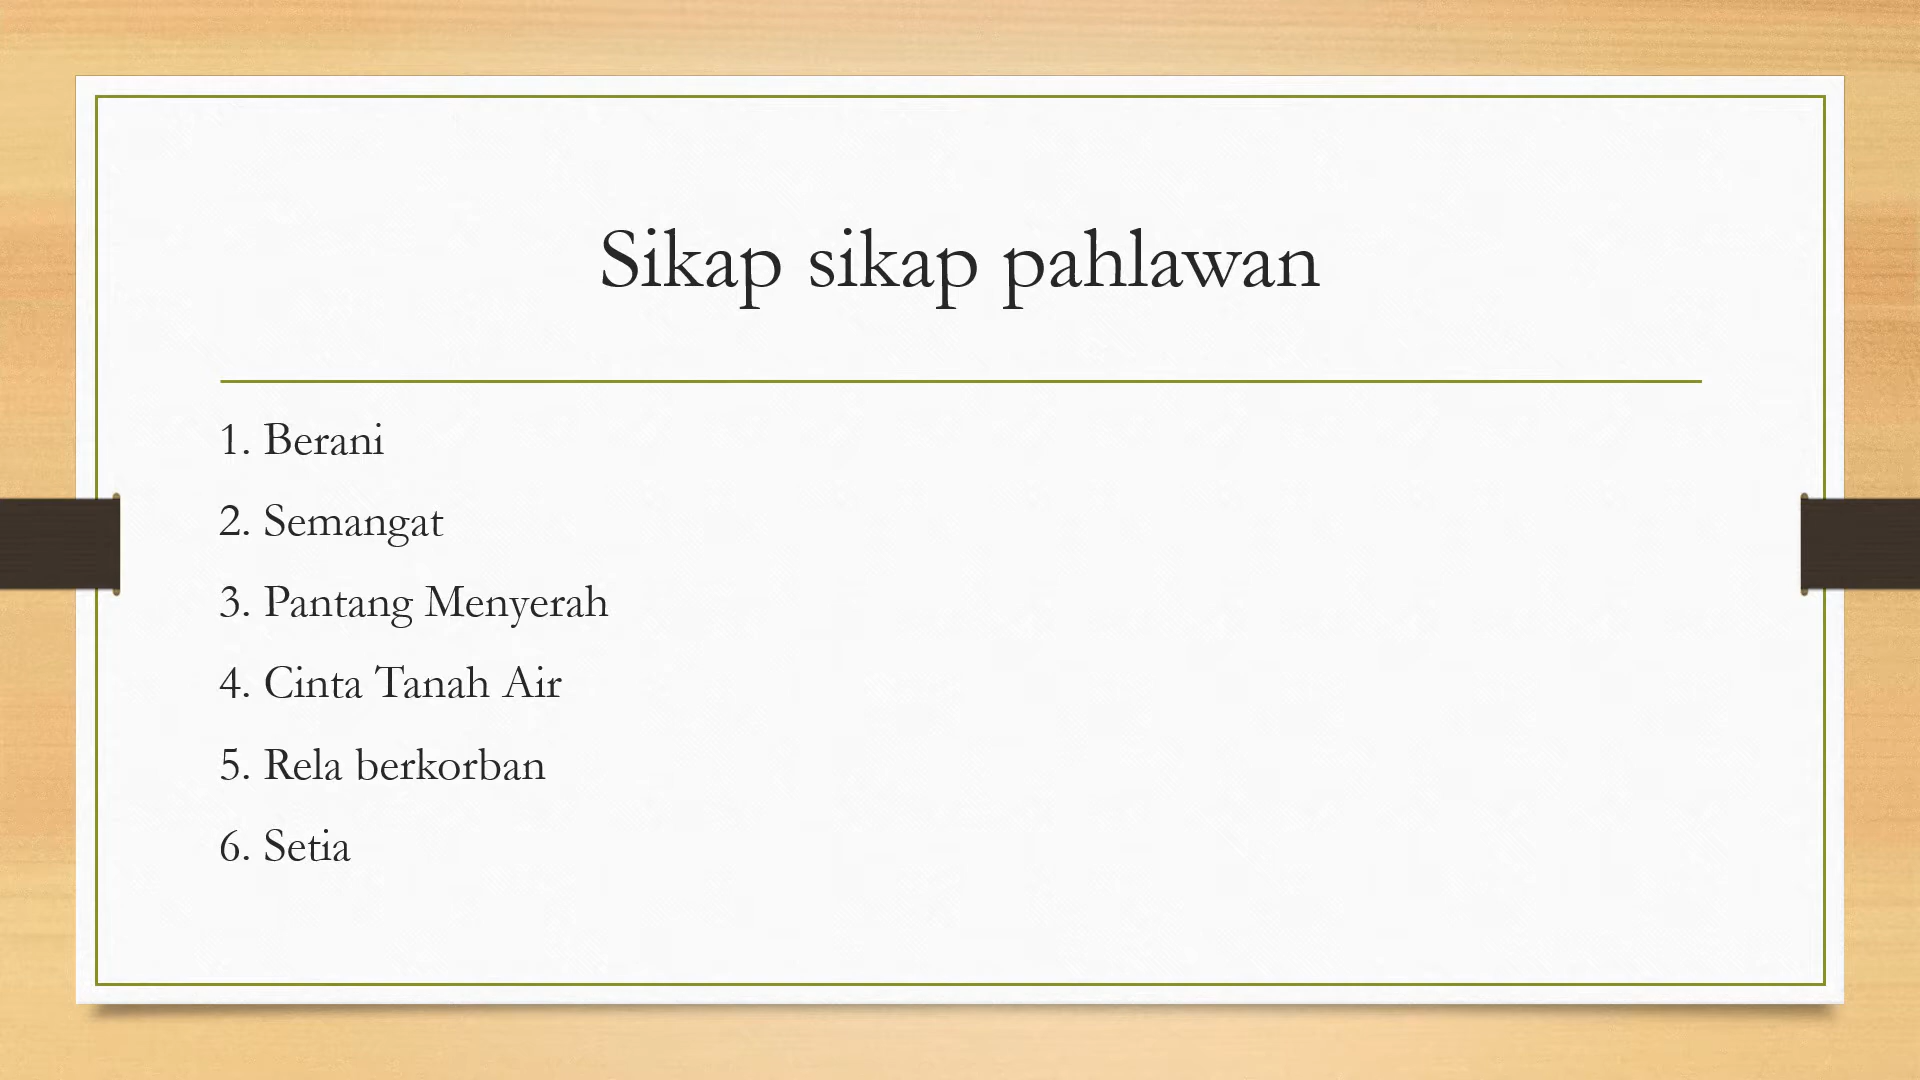 Sikap sikap pahlawan
1. Berani
2. Semangat
3. Pantang Menyerah
4. Cinta Tanah Air
5. Rela berkorban
6. Setia